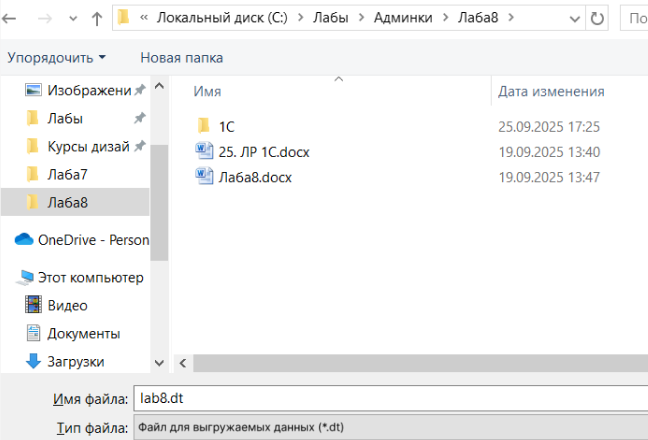 « Локальный диск (C:) > Лабы > Админки > Лаба8 >
По
Упорядочить Новая папка
Имя Дата изменения
Изображени
Лабы
Курсы дизай
Лаба7
Лаба8
OneDrive - Person
Этот компьютер
Видео
Документы
Загрузки
1C 25.09.2025 17:25
25. ЛР 1С.docx 19.09.2025 13:40
Лаба8.docx 19.09.2025 13:47
Имя файла: lab8.dt
Тип файла: Файл для выгружаемых данных (*.dt)